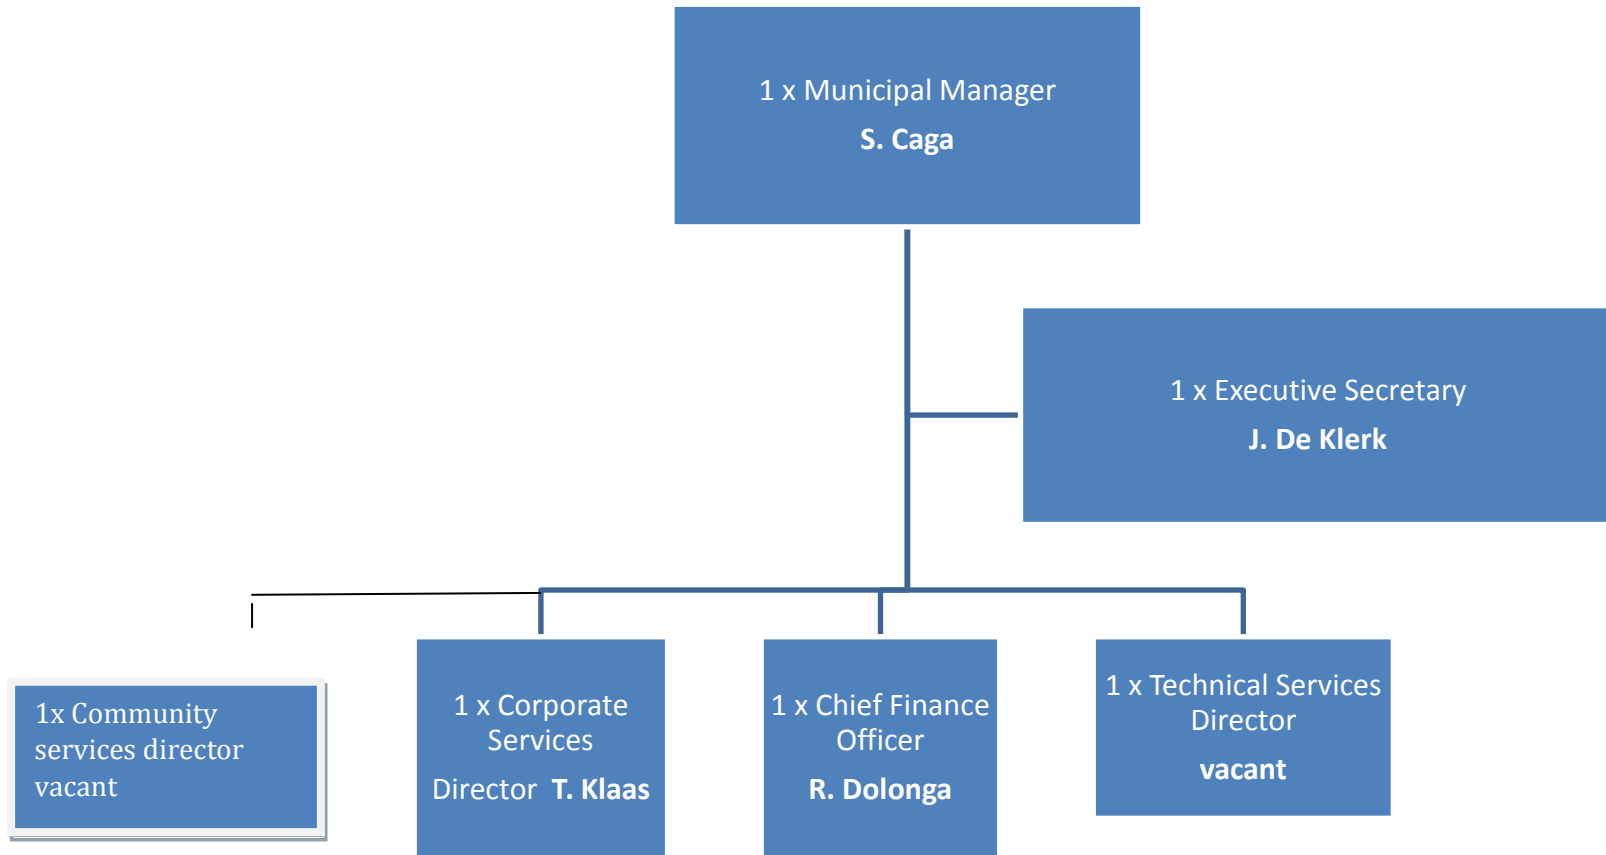 1 x Municipal Manager
S. Caga
1 x Executive Secretary
J. De Klerk
1x Community
services director
vacant
1 x Corporate
Services
Director T. Klaas
1 x Chief Finance
Officer
R. Dolonga
1 x Technical Services
Director
vacant